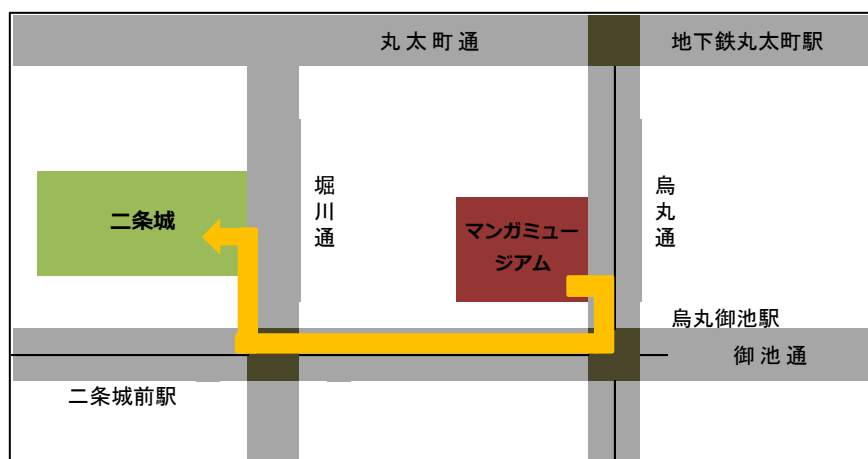 丸太町通
地下鉄丸太町駅
堀川通
烏丸通
二条城
マンガミュー
ジアム
烏丸御池駅
御池通
二条城前駅